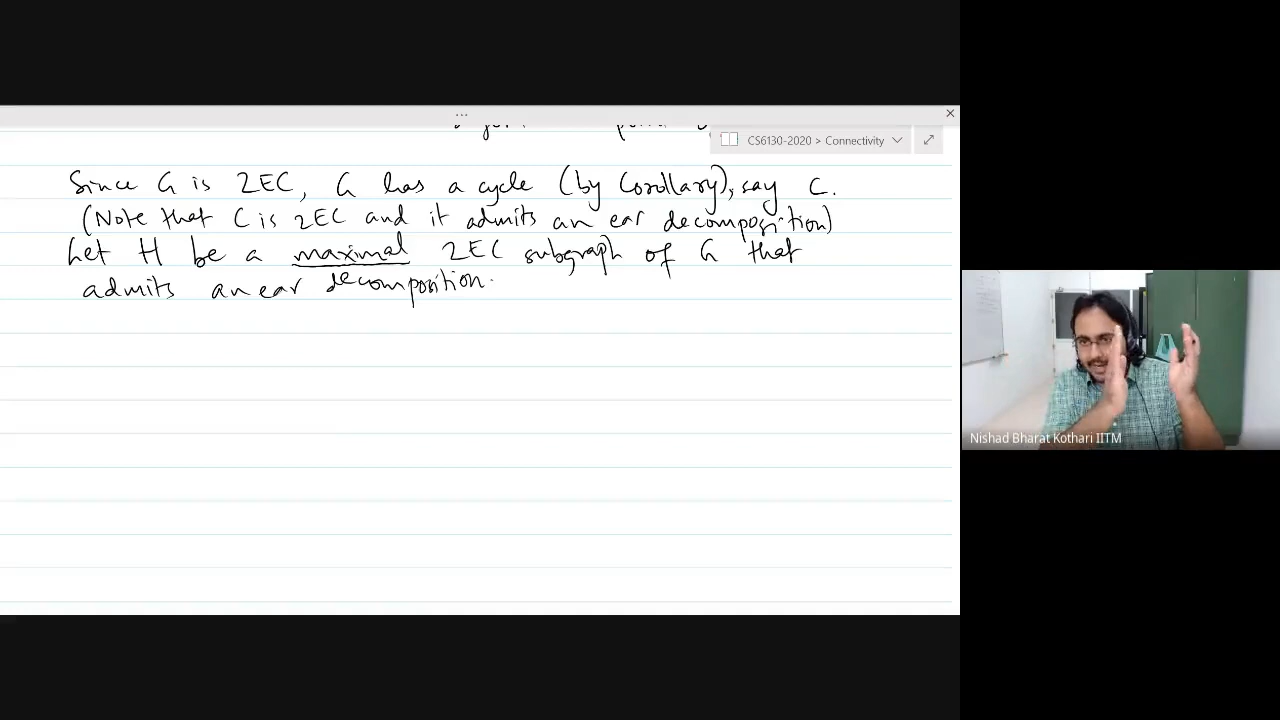 CS6130-2020 > Connectivity
Since G is 2EC, G has a cycle (by Corollary), say C.
(Note that C is 2EC and it admits an ear decomposition)
Let H be a maximal 2EC subgraph of G that
admits an ear decomposition.
Nishad Bharat Kothari IITM